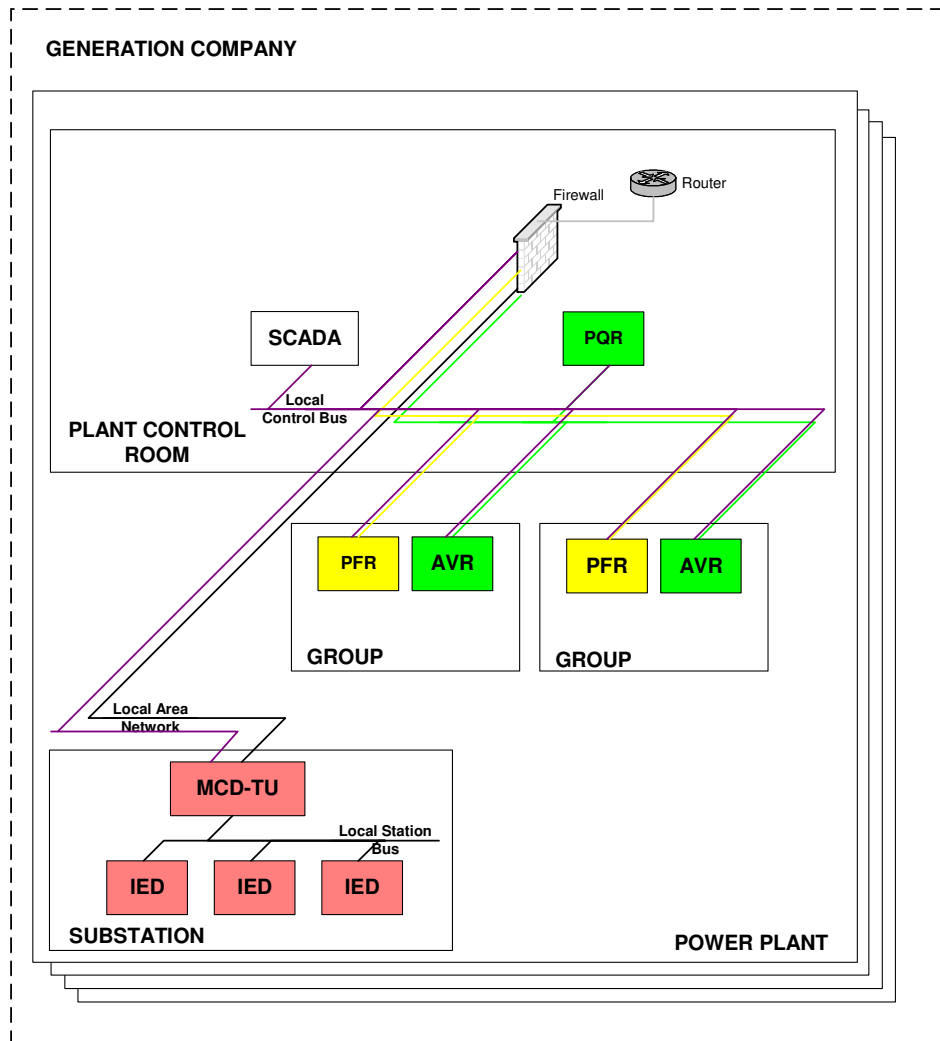 GENERATION COMPANY
Router
Firewall
SCADA
PQR
Local
Control Bus
PLANT CONTROL
ROOM
PFR
AVR
PFR
AVR
GROUP
GROUP
Local Area
Network
MCD-TU
Local Station
Bus
IED
IED
IED
SUBSTATION
POWER PLANT